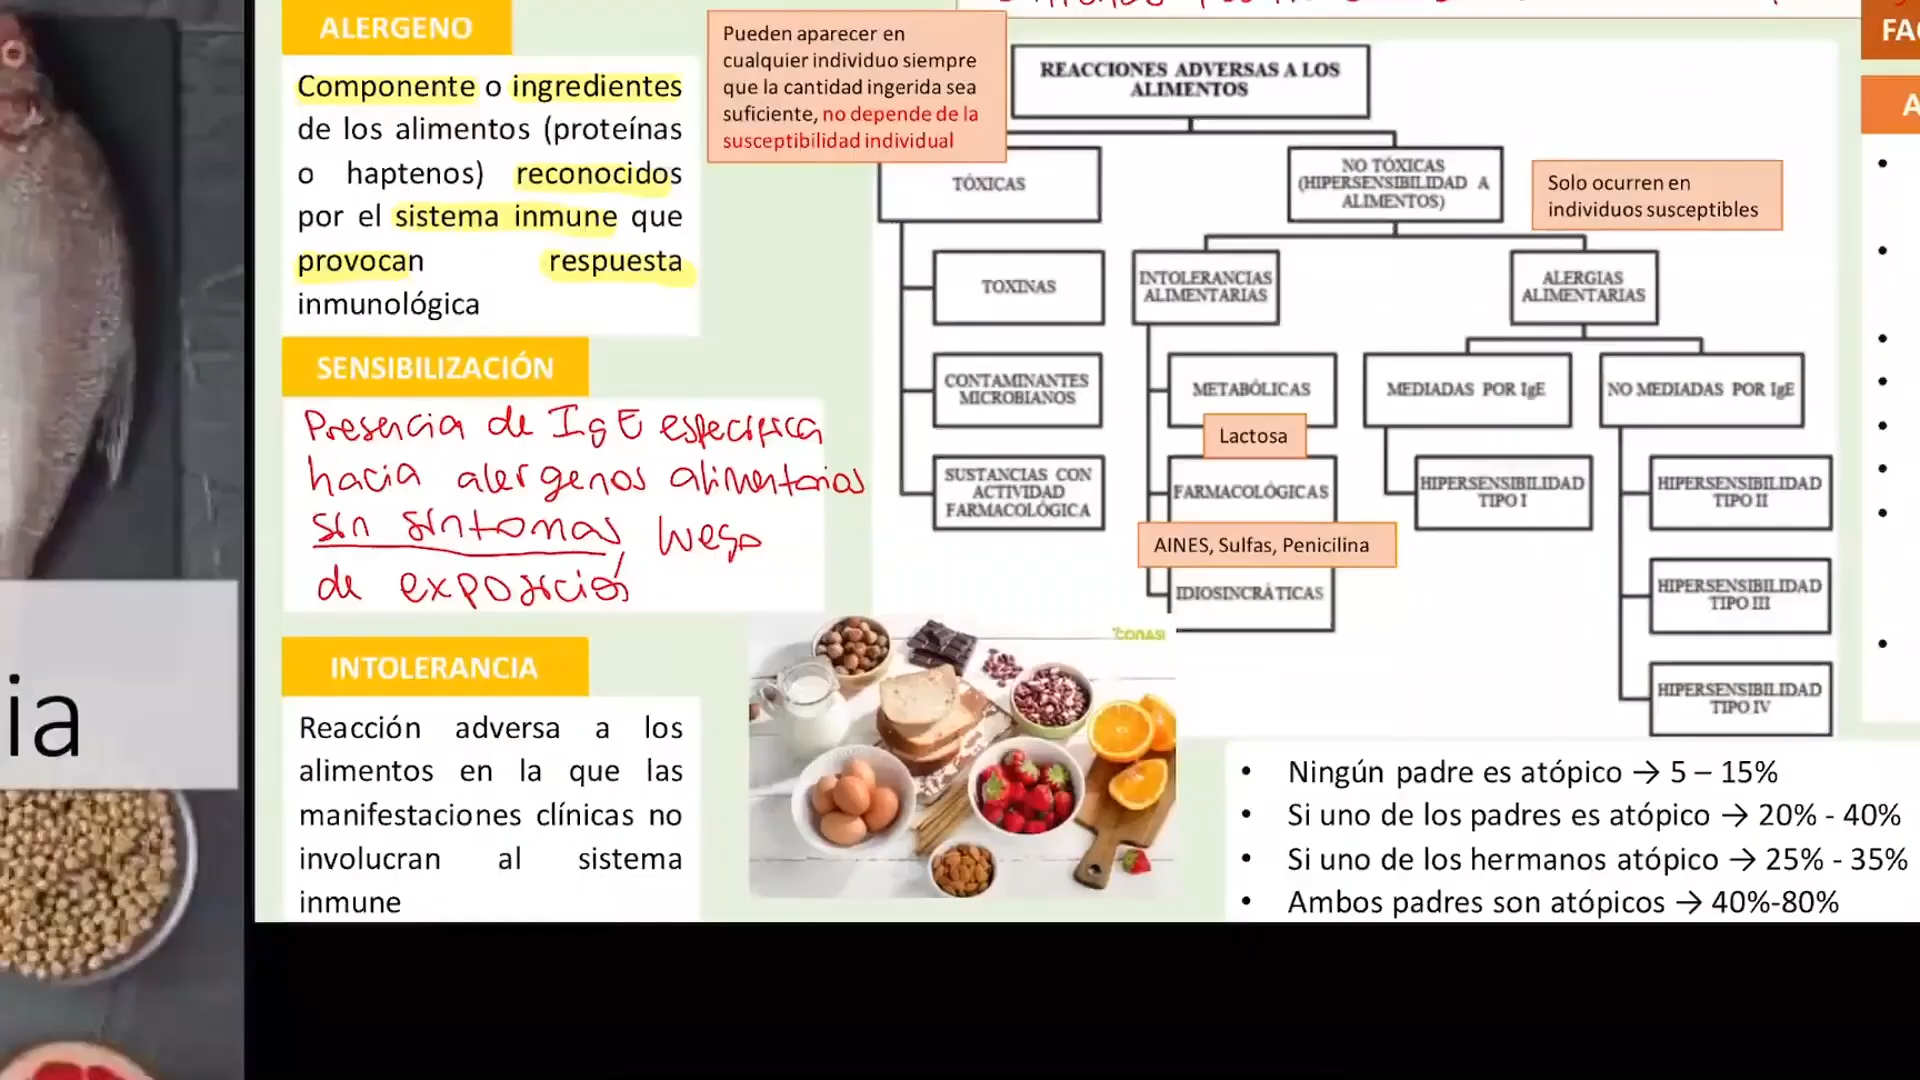 ALERGENO
Componente o ingredientes
de los alimentos (proteínas
o haptenos) reconocidos
por el sistema inmune que
provocan respuesta
inmunológica
SENSIBILIZACIÓN
Presencia de IgE específica
hacia alergenos alimentarios
sin sintomas, luego
de exposición
INTOLERANCIA
Reacción adversa a los
alimentos en la que las
manifestaciones clínicas no
involucran al sistema
inmune
Pueden aparecer en
cualquier individuo siempre
que la cantidad ingerida sea
suficiente, no depende de la
susceptibilidad individual
REACCIONES ADVERSAS A LOS
ALIMENTOS
TÓXICAS
NO TÓXICAS
(HIPERSENSIBILIDAD A
ALIMENTOS)
Solo ocurren en
individuos susceptibles
TOXINAS
CONTAMINANTES
MICROBIANOS
SUSTANCIAS CON
ACTIVIDAD
FARMACOLÓGICA
INTOLERANCIAS
ALIMENTARIAS
METABÓLICAS
Lactosa
FARMACOLÓGICAS
AINES, Sulfas, Penicilina
IDIOSINCRÀTICAS
ALERGIAS
ALIMENTARIAS
MEDIADAS POR IgE
HIPERSENSIBILIDAD
TIPO I
NO MEDIADAS POR IgE
HIPERSENSIBILIDAD
TIPO II
HIPERSENSIBILIDAD
TIPO III
HIPERSENSIBILIDAD
TIPO IV
CONASI
• Ningún padre es atópico → 5 – 15%
• Si uno de los padres es atópico → 20% - 40%
• Si uno de los hermanos atópico → 25% - 35%
• Ambos padres son atópicos → 40%-80%
FA
A
ia